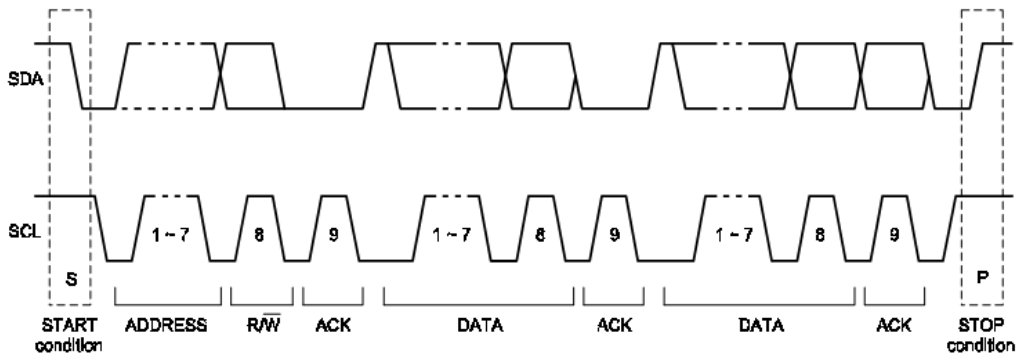 SDA
SCL
1 ~ 7 8 9 1 ~ 7 8 9 1 ~ 7 8 9
S P
START condition
ADDRESS
R/W̅
ACK
DATA
ACK
DATA
ACK
STOP condition